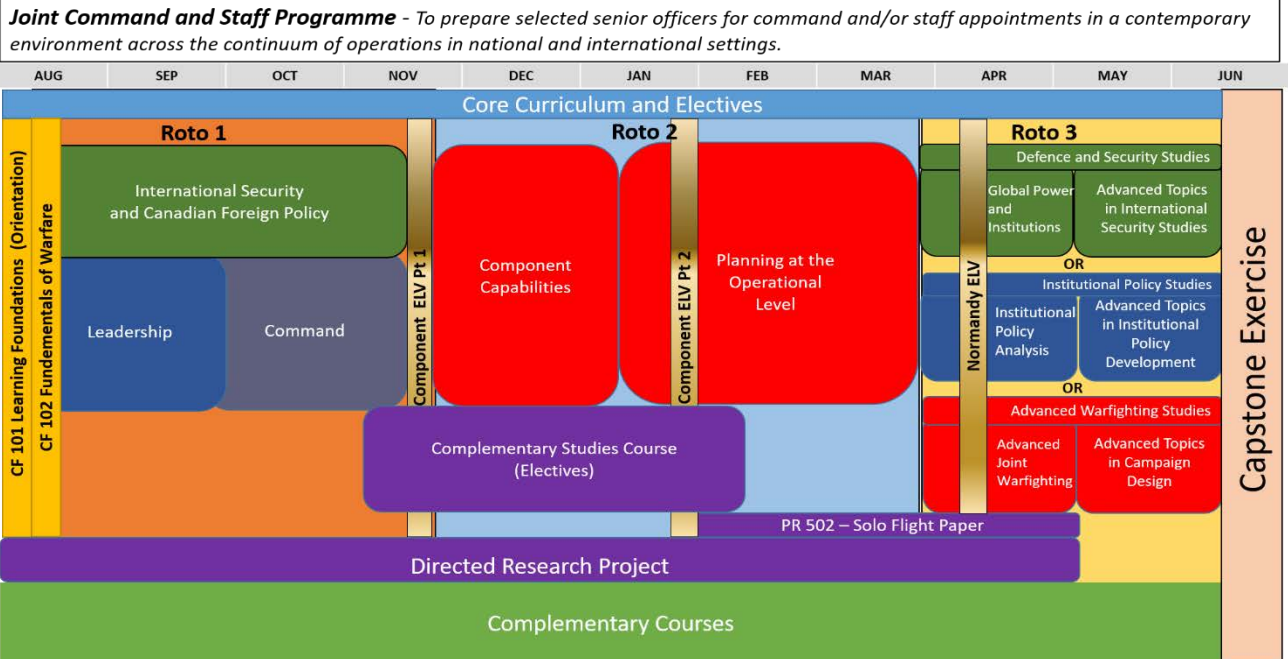 Joint Command and Staff Programme - To prepare selected senior officers for command and/or staff appointments in a contemporary
environment across the continuum of operations in national and international settings.
AUG SEP OCT NOV DEC JAN FEB MAR APR MAY JUN
Core Curriculum and Electives
CF 101 Learning Foundations (Orientation)
CF 102 Fundementals of Warfare
Roto 1
International Security
and Canadian Foreign Policy
Leadership
Command
Component ELV Pt 1
Roto 2
Component
Capabilities
Component ELV Pt 2
Planning at the
Operational
Level
Complementary Studies Course
(Electives)
Roto 3
Normandy ELV
Defence and Security Studies
Global Power
and
Institutions
Advanced Topics
in International
Security Studies
OR
Institutional Policy Studies
Institutional
Policy
Analysis
Advanced Topics
in Institutional
Policy
Development
OR
Advanced Warfighting Studies
Advanced
Joint
Warfighting
Advanced Topics
in Campaign
Design
PR 502 – Solo Flight Paper
Directed Research Project
Complementary Courses
Capstone Exercise